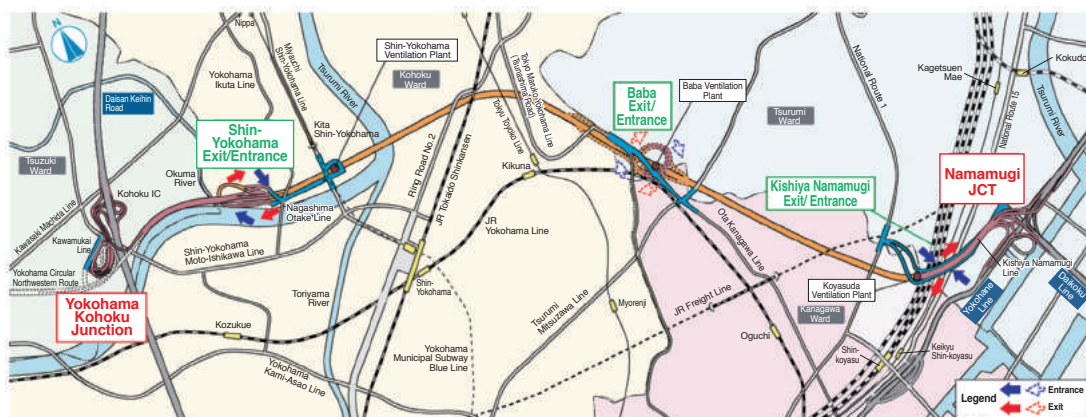 Nippa
Miyauchi
Shin-Yokohama Line
Yokohama
Ikuta Line
Daisan Keihin
Road
Tsuzuki
Ward
Kohoku IC
Okuma
River
Shin-
Yokohama
Exit/Entrance
Kita
Shin-Yokohama
Shin-Yokohama
Ventilation Plant
Kohoku
Ward
Tsurumi River
Nagashima
Otake Line
Kawasaki Machida Line
Kawamukai
Line
Yokohama Circular
Northwestern Route
Yokohama
Kohoku
Junction
Shin-Yokohama
Moto-Ishikawa Line
Toriyama
River
Kozukue
Yokohama
Kami-Asao Line
Yokohama
Municipal Subway
Blue Line
Ring Road No. 2
JR Tokaido Shinkansen
Shin-
Yokohama
JR
Yokohama Line
Kikuna
Tokyu Toyoko Line
Tokyo Maruko Yokohama Line
(Tsunashima Road)
Tsurumi
Mitsuzawa Line
Myorenji
Baba
Exit/
Entrance
Baba Ventilation
Plant
Tsurumi
Ward
National Route 1
Ota Kanagawa Line
JR Freight Line
Oguchi
Kishiya Namamugi
Exit/ Entrance
Koyasuda
Ventilation Plant
Kanagawa
Ward
Shin-
koyasu
Keikyu
Shin-koyasu
Kagetsuen
Mae
National Route 15
Kokudo
Tsurumi River
Namamugi
JCT
Kishiya Namamugi
Line
Yokohane Line
Daikoku Line
Legend
Entrance
Exit